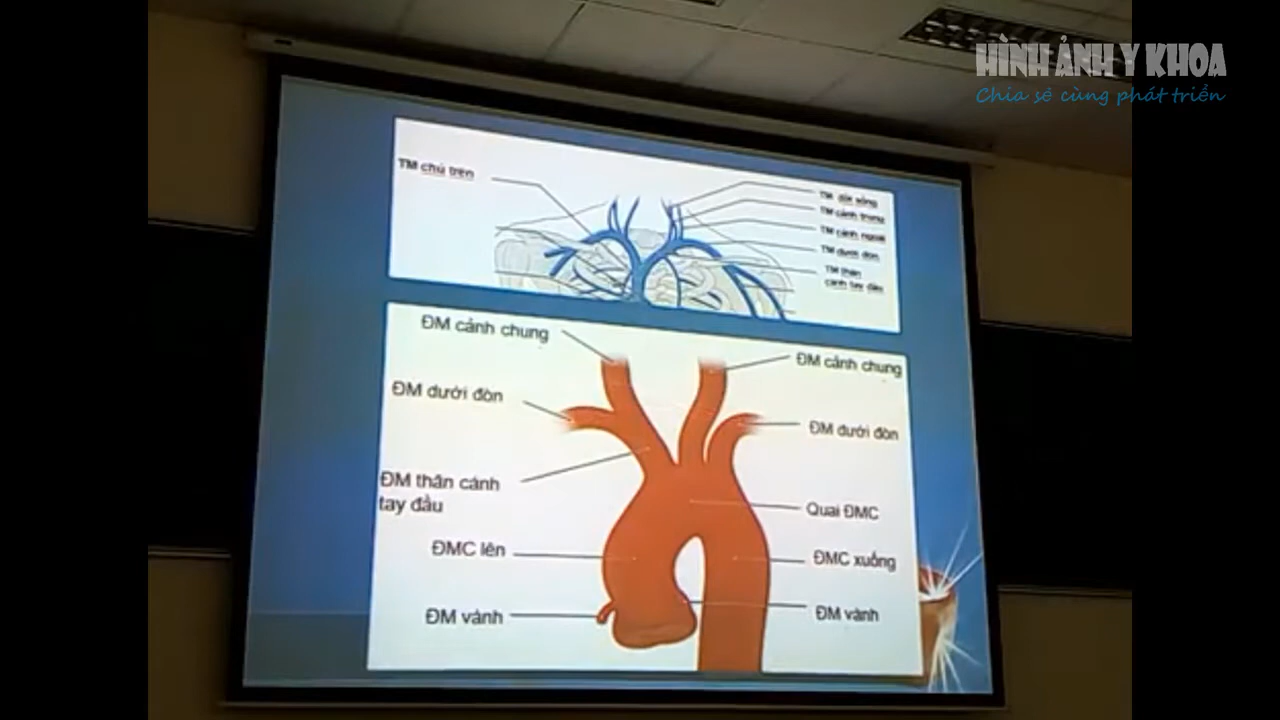 HÌNH ẢNH Y KHOA
Chia sẻ cùng phát triển
TM chủ trên
TM đốt sống
TM cảnh trong
TM cảnh ngoài
TM dưới đòn
TM thân
cánh tay đầu
ĐM cảnh chung
ĐM cảnh chung
ĐM dưới đòn
ĐM dưới đòn
ĐM thân cánh
tay đầu
Quai ĐMC
ĐMC lên
ĐMC xuống
ĐM vành
ĐM vành